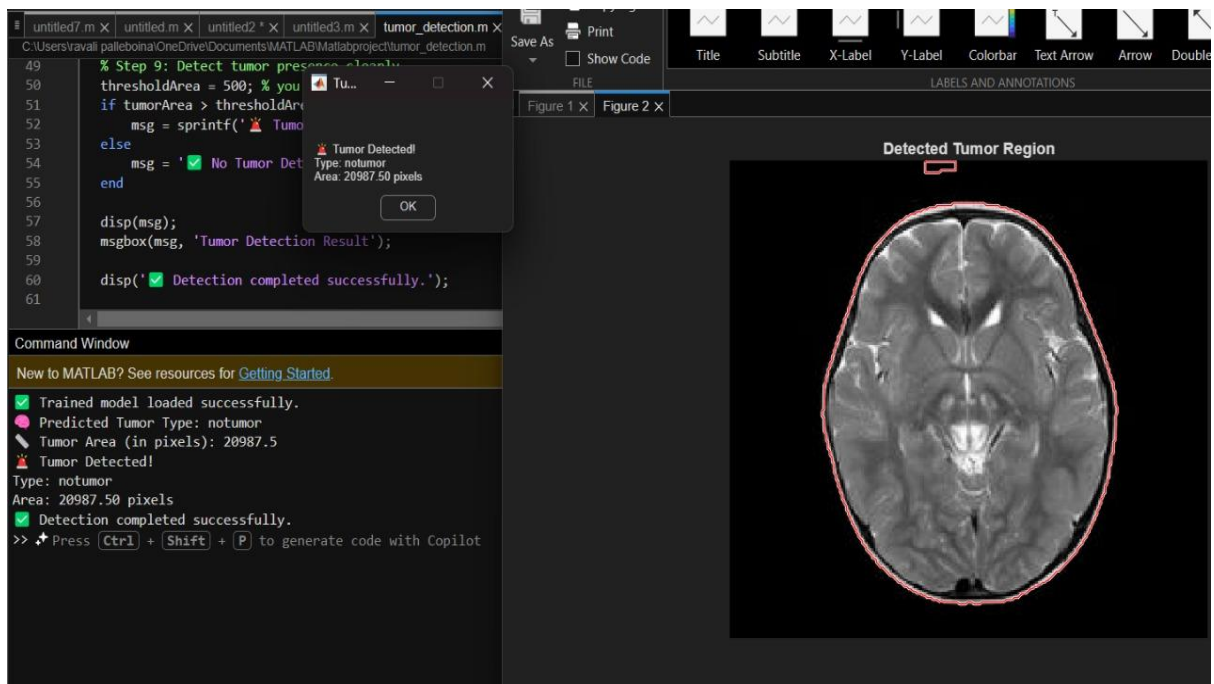 untitled7.m × untitled.m × untitled2 * × untitled3.m × tumor_detection.m ×
C:\Users\ravali palleboina\OneDrive\Documents\MATLAB\Matlabproject\tumor_detection.m
49 % Step 9: Detect tumor presence cleanly
50 thresholdArea = 500; % you
51 if tumorArea > thresholdAre
52 msg = sprintf('🚨 Tumo
53 else
54 msg = '✅ No Tumor Det
55 end
56
57 disp(msg);
58 msgbox(msg, 'Tumor Detection Result');
59
60 disp('✅ Detection completed successfully.');
61
Tu...
🚨 Tumor Detected!
Type: notumor
Area: 20987.50 pixels
OK
Command Window
New to MATLAB? See resources for Getting Started.
✅ Trained model loaded successfully.
🧠 Predicted Tumor Type: notumor
📏 Tumor Area (in pixels): 20987.5
🚨 Tumor Detected!
Type: notumor
Area: 20987.50 pixels
✅ Detection completed successfully.
>> Press Ctrl + Shift + P to generate code with Copilot
Save As
Print
Show Code
FILE
Title Subtitle X-Label Y-Label Colorbar Text Arrow Arrow Double
LABELS AND ANNOTATIONS
Figure 1 × Figure 2 ×
Detected Tumor Region